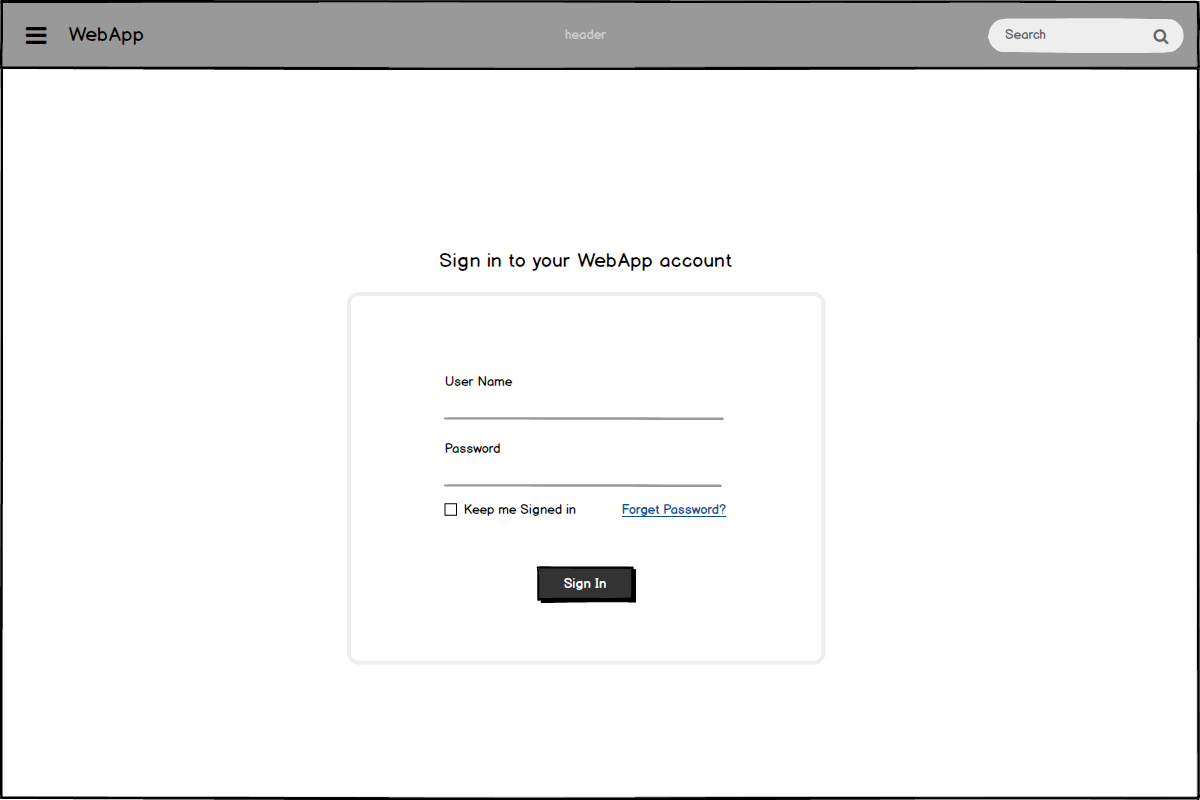 WebApp header Search
Sign in to your WebApp account
User Name
Password
Keep me Signed in Forget Password?
Sign In